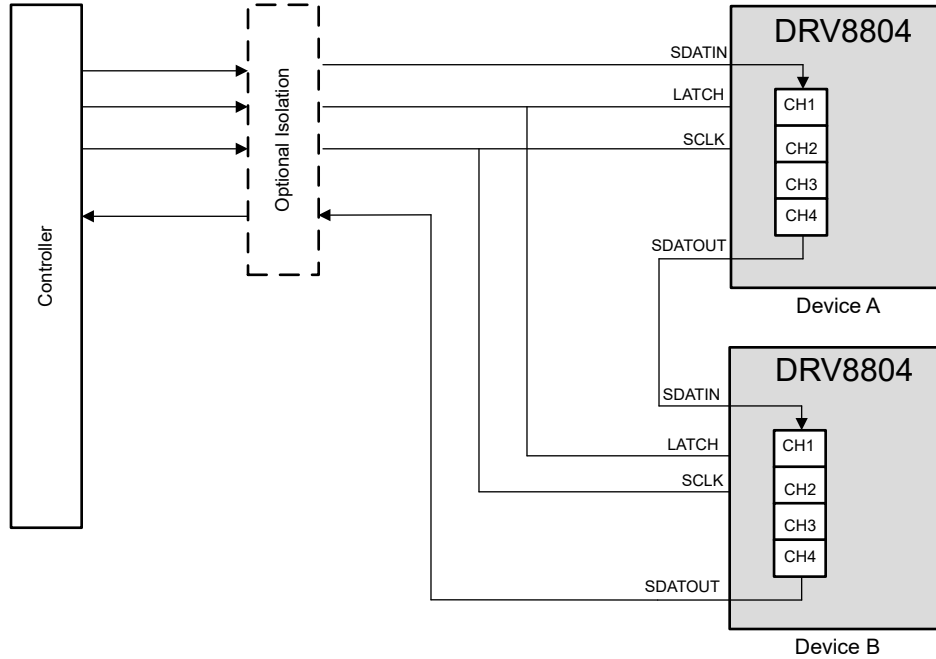 Controller
Optional Isolation
SDATIN
LATCH
SCLK
SDATOUT
DRV8804
CH1
CH2
CH3
CH4
Device A
SDATIN
LATCH
SCLK
SDATOUT
DRV8804
CH1
CH2
CH3
CH4
Device B